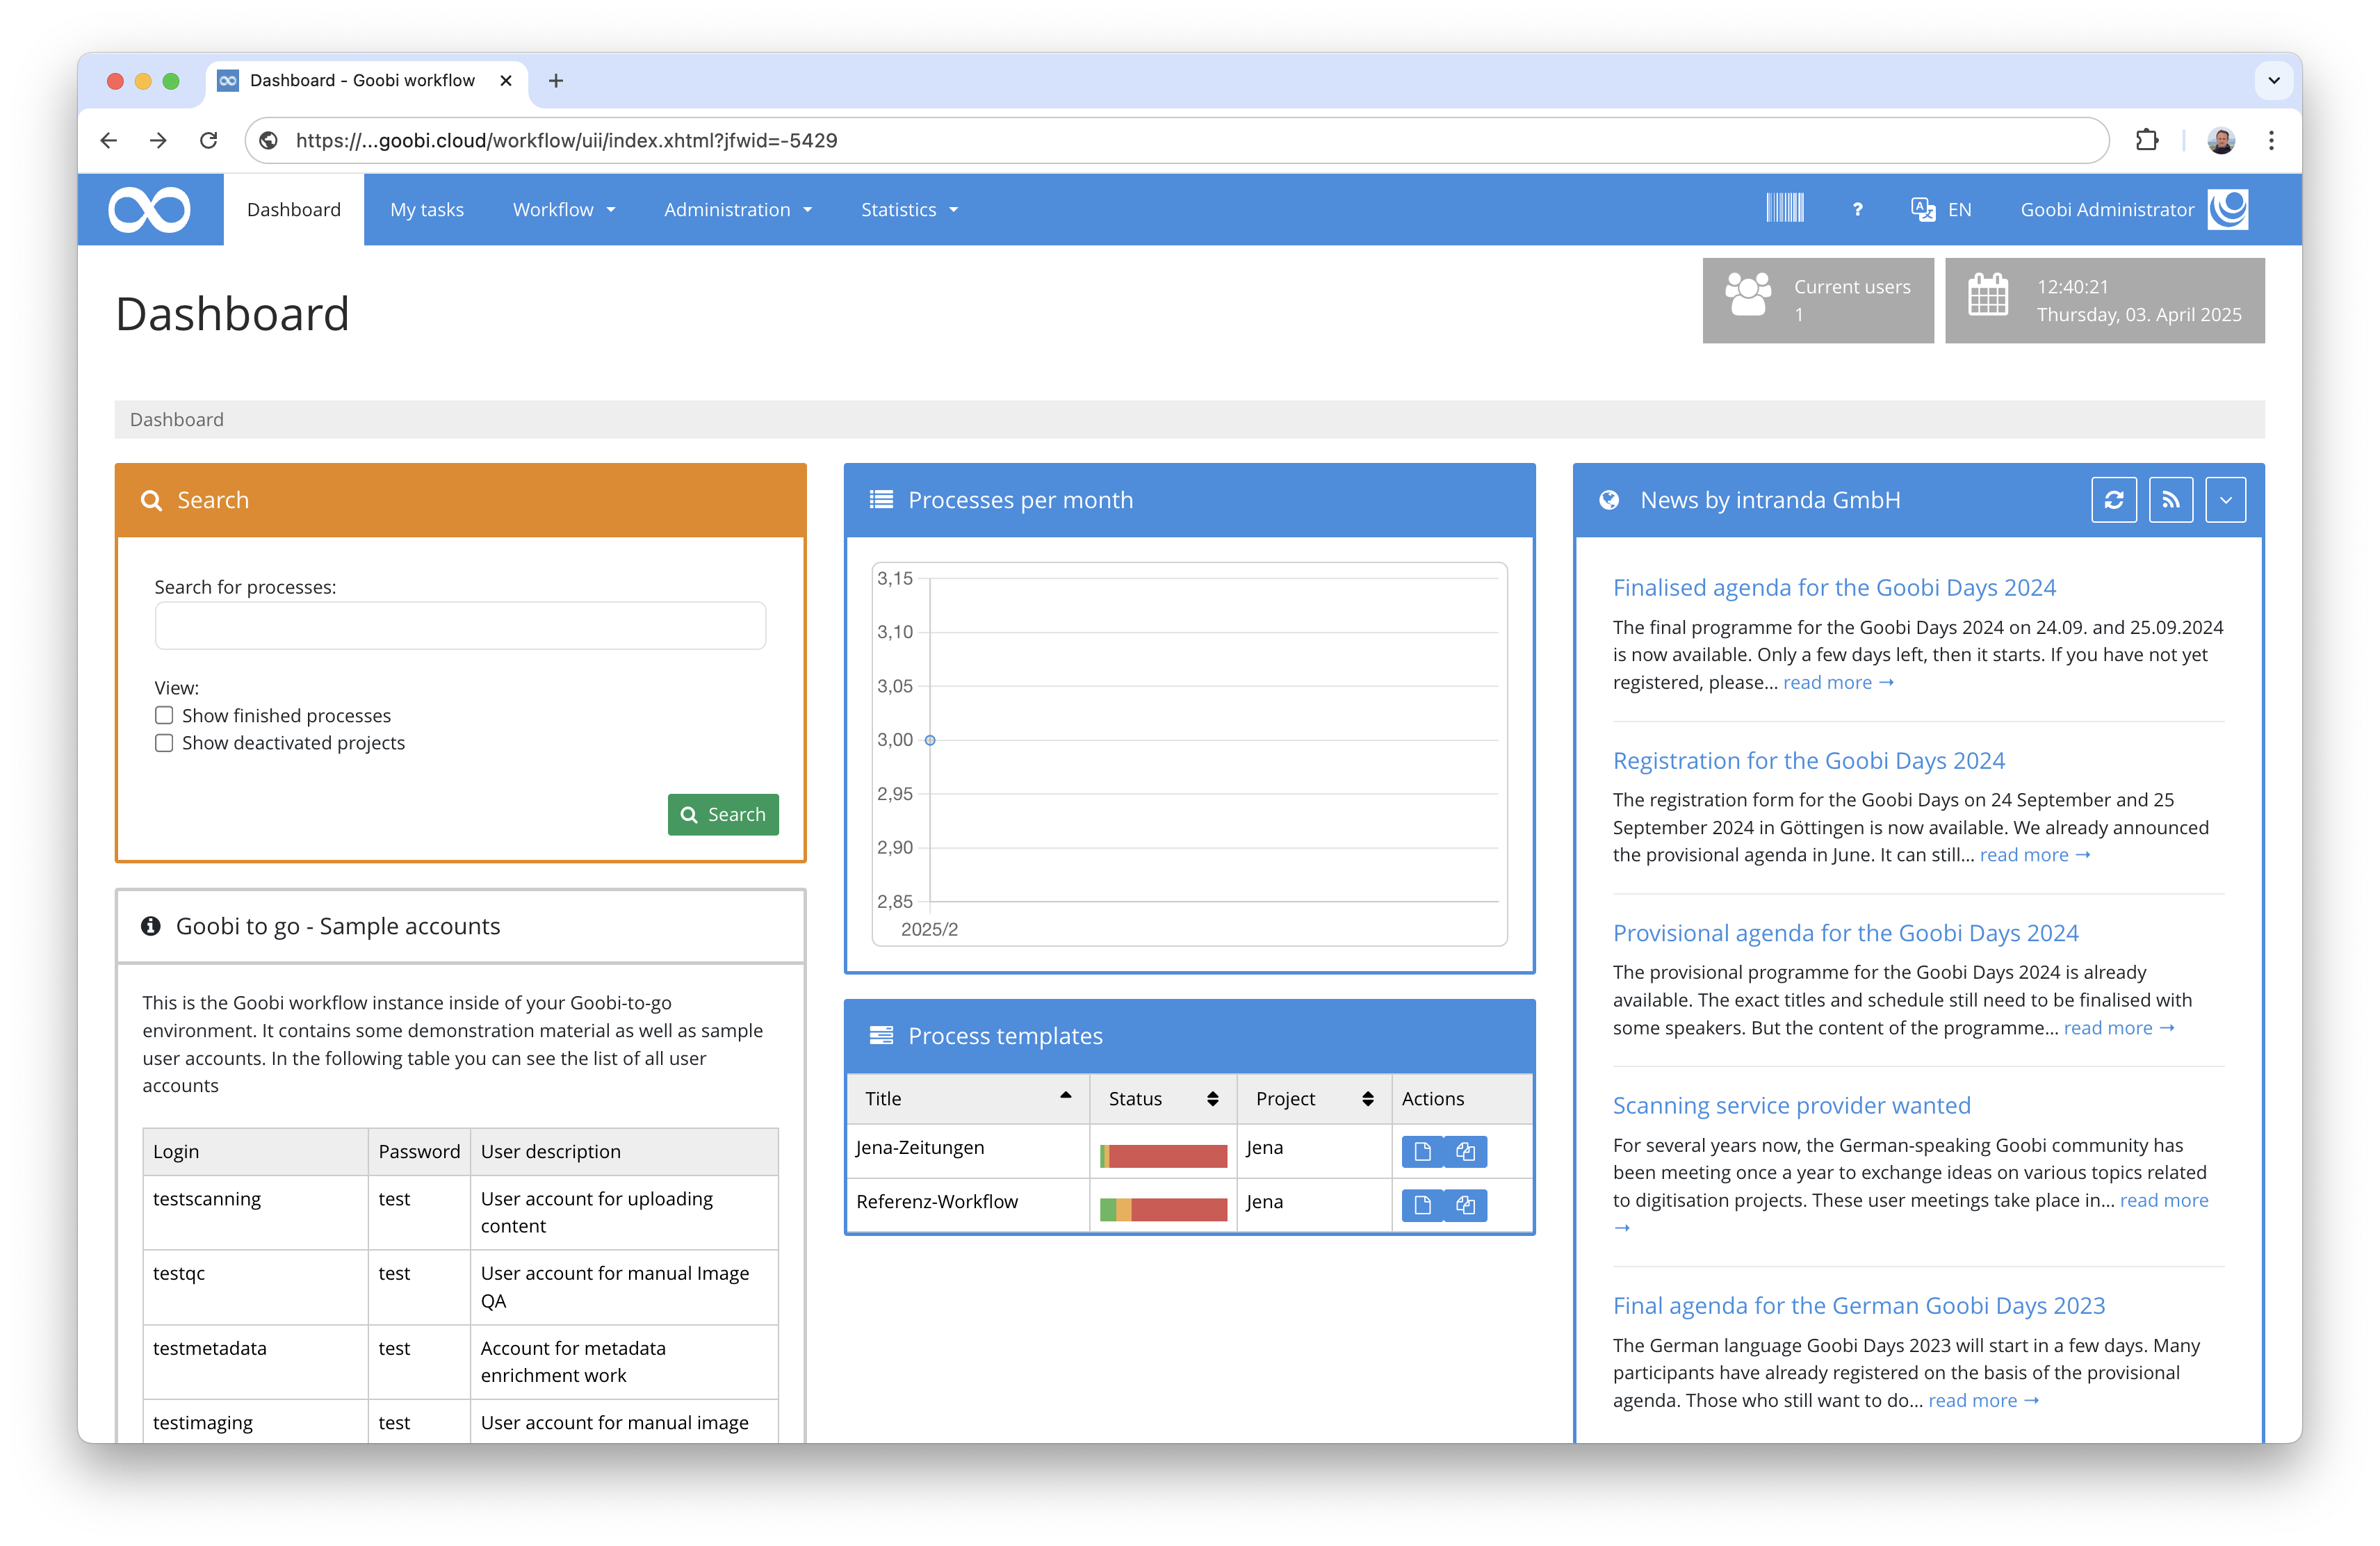 Dashboard - Goobi workflow
https://...goobi.cloud/workflow/uii/index.xhtml?jfwid=-5429
Dashboard
My tasks
Workflow
Administration
Statistics
?
EN
Goobi Administrator
Dashboard
Current users
1
12:40:21
Thursday, 03. April 2025
Dashboard
Search
Search for processes:
View:
Show finished processes
Show deactivated projects
Search
Goobi to go - Sample accounts
This is the Goobi workflow instance inside of your Goobi-to-go
environment. It contains some demonstration material as well as sample
user accounts. In the following table you can see the list of all user
accounts
Login Password User description
testscanning test User account for uploading
content
testqc test User account for manual Image
QA
testmetadata test Account for metadata
enrichment work
testimaging test User account for manual image
Processes per month
3,15
3,10
3,05
3,00
2,95
2,90
2,85
2025/2
Process templates
Title Status Project Actions
Jena-Zeitungen Jena
Referenz-Workflow Jena
News by intranda GmbH
Finalised agenda for the Goobi Days 2024
The final programme for the Goobi Days 2024 on 24.09. and 25.09.2024
is now available. Only a few days left, then it starts. If you have not yet
registered, please... read more →
Registration for the Goobi Days 2024
The registration form for the Goobi Days on 24 September and 25
September 2024 in Göttingen is now available. We already announced
the provisional agenda in June. It can still... read more →
Provisional agenda for the Goobi Days 2024
The provisional programme for the Goobi Days 2024 is already
available. The exact titles and schedule still need to be finalised with
some speakers. But the content of the programme... read more →
Scanning service provider wanted
For several years now, the German-speaking Goobi community has
been meeting once a year to exchange ideas on various topics related
to digitisation projects. These user meetings take place in... read more
→
Final agenda for the German Goobi Days 2023
The German language Goobi Days 2023 will start in a few days. Many
participants have already registered on the basis of the provisional
agenda. Those who still want to do... read more →